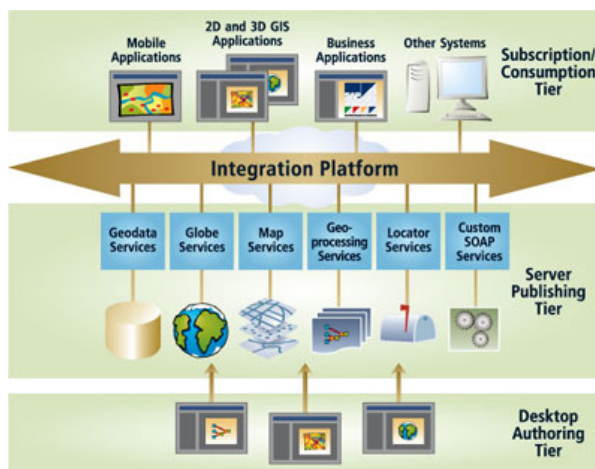 Mobile
Applications
2D and 3D GIS
Applications
Business
Applications
Other Systems
Subscription/
Consumption
Tier
Integration Platform
Geodata
Services
Globe
Services
Map
Services
Geo-
processing
Services
Locator
Services
Custom
SOAP
Services
Server
Publishing
Tier
Desktop
Authoring
Tier